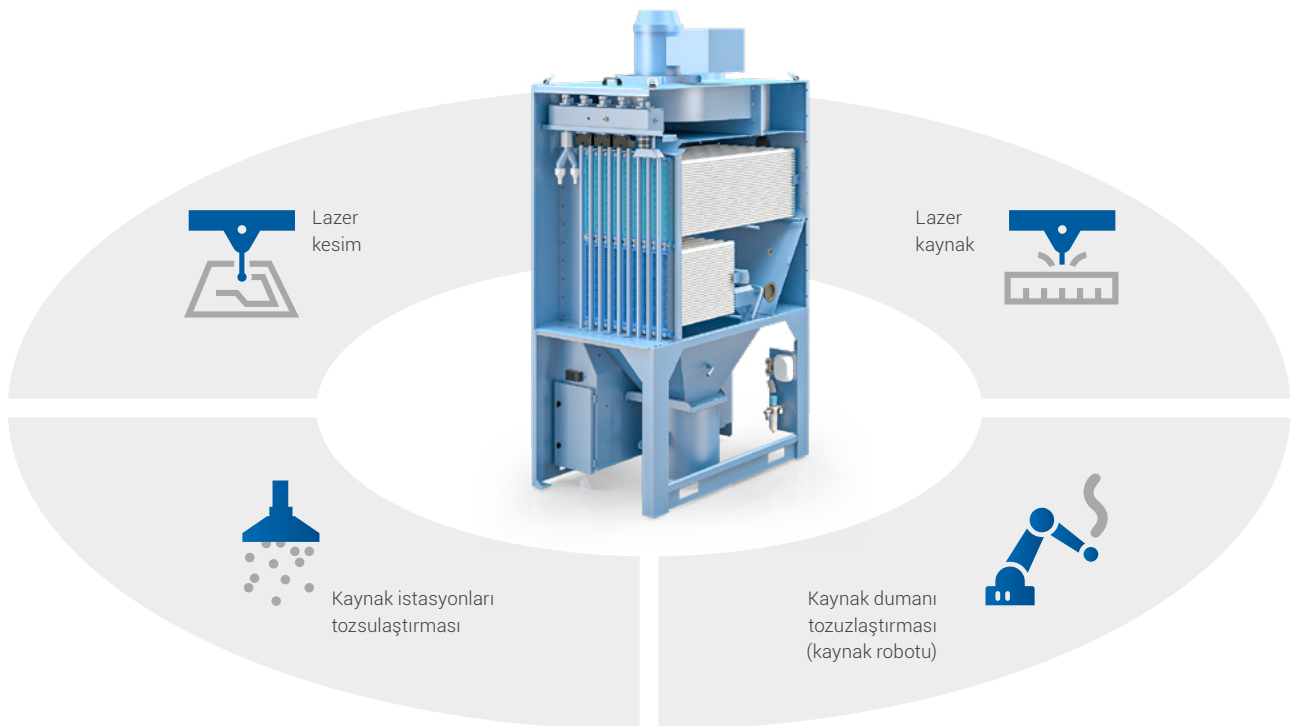 Lazer
kesim
Lazer
kaynak
Kaynak istasyonları
tozsulaştırması
Kaynak dumanı
tozuzlaştırması
(kaynak robotu)